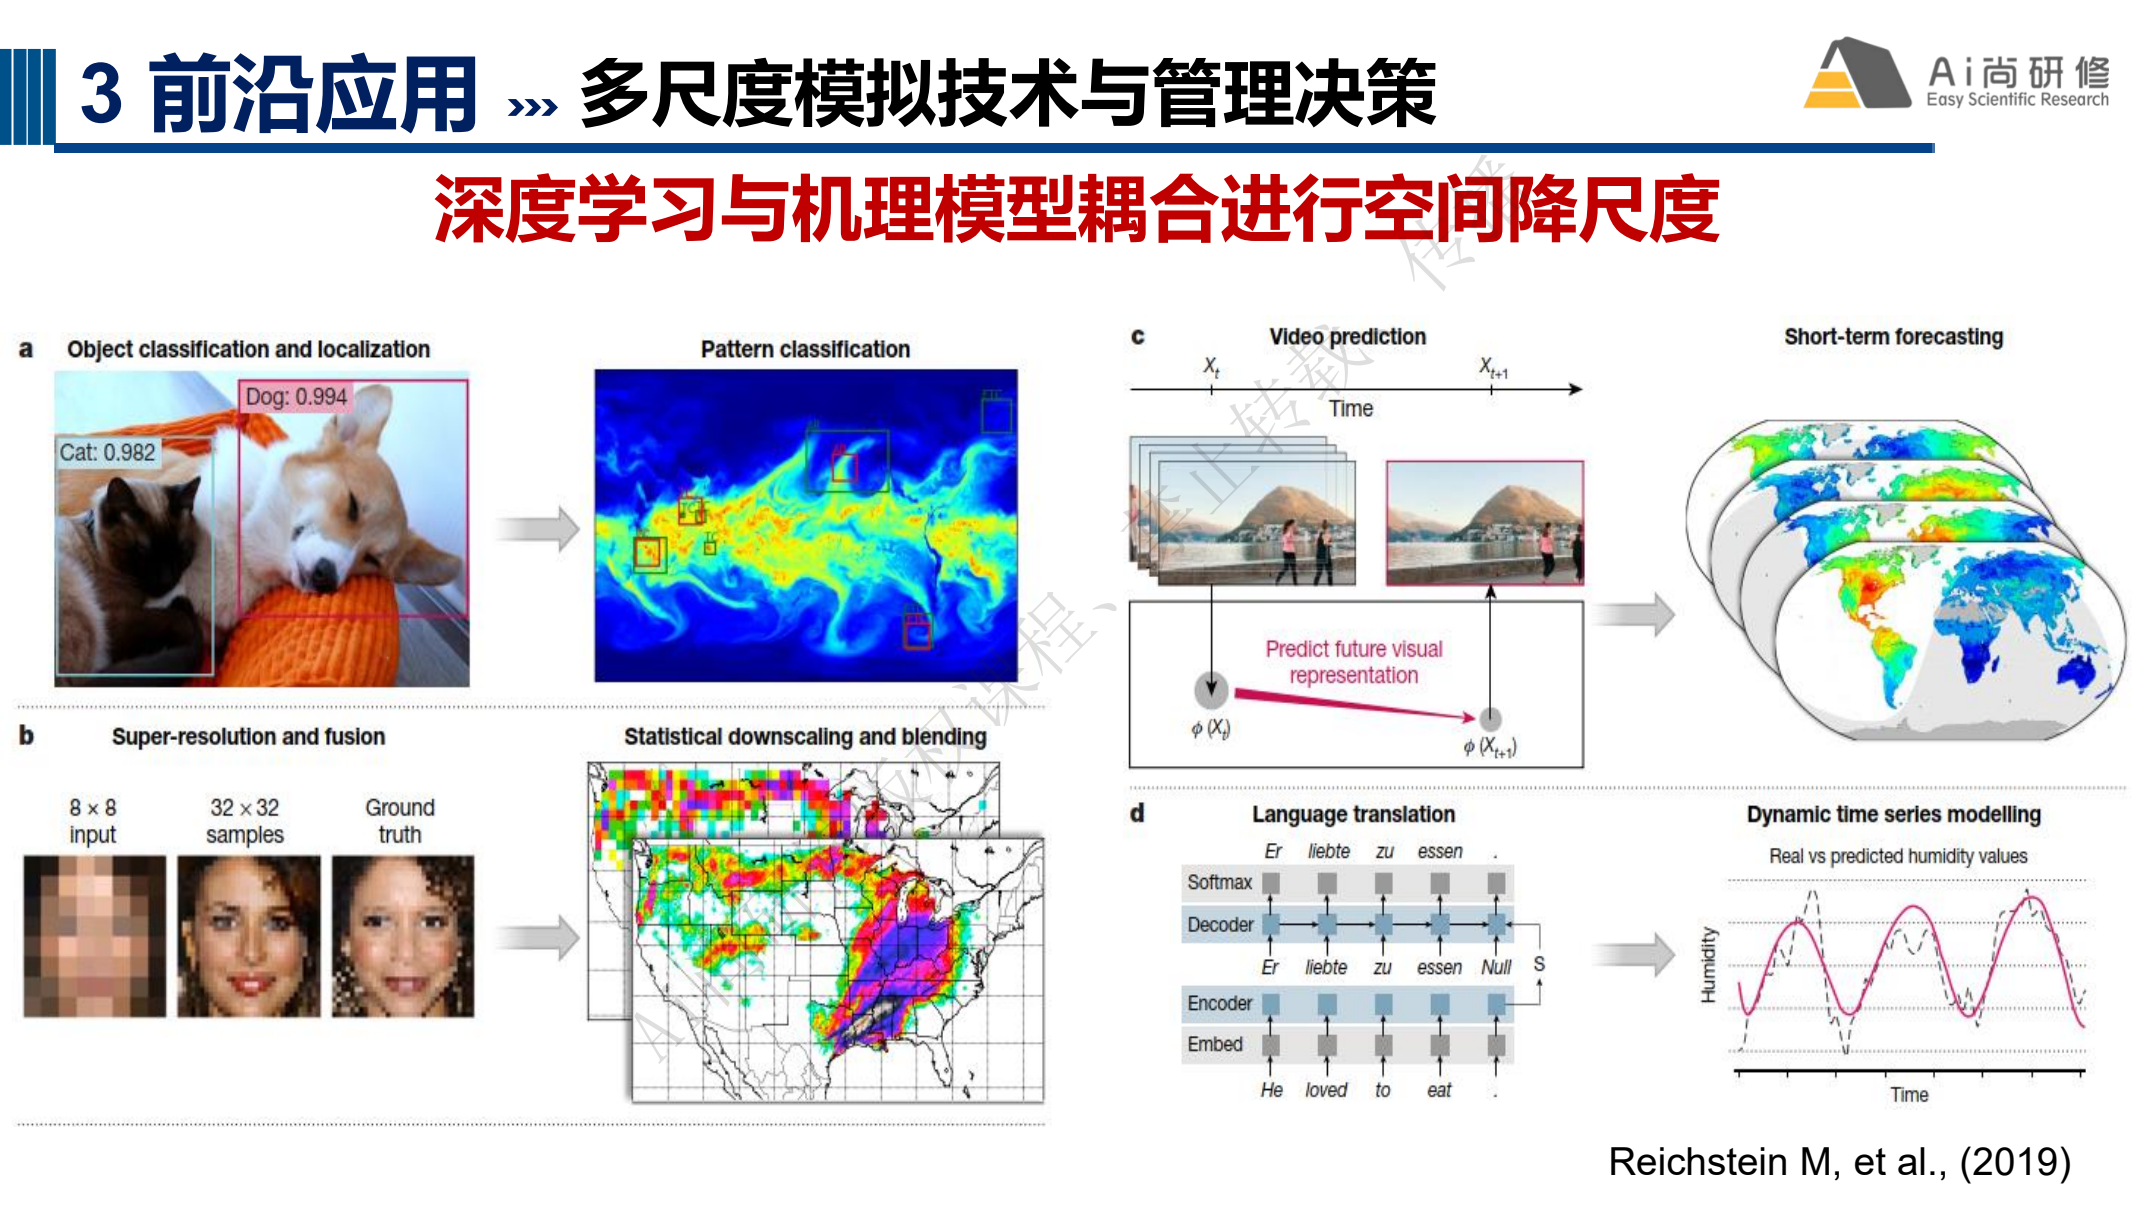 3 前沿应用 ››› 多尺度模拟技术与管理决策
Ai尚研修
Easy Scientific Research
深度学习与机理模型耦合进行空间降尺度
a Object classification and localization
Pattern classification
Dog: 0.994
Cat: 0.982
b Super-resolution and fusion
Statistical downscaling and blending
8 × 8 input
32 × 32 samples
Ground truth
c Video prediction
Short-term forecasting
Xt
Xt+1
Time
Predict future visual
representation
ϕ (Xt)
ϕ (Xt+1)
d Language translation
Dynamic time series modelling
Er liebte zu essen .
Softmax
Decoder
Er liebte zu essen Null S
Encoder
Embed
He loved to eat .
Real vs predicted humidity values
Humidity
Time
Reichstein M, et al., (2019)